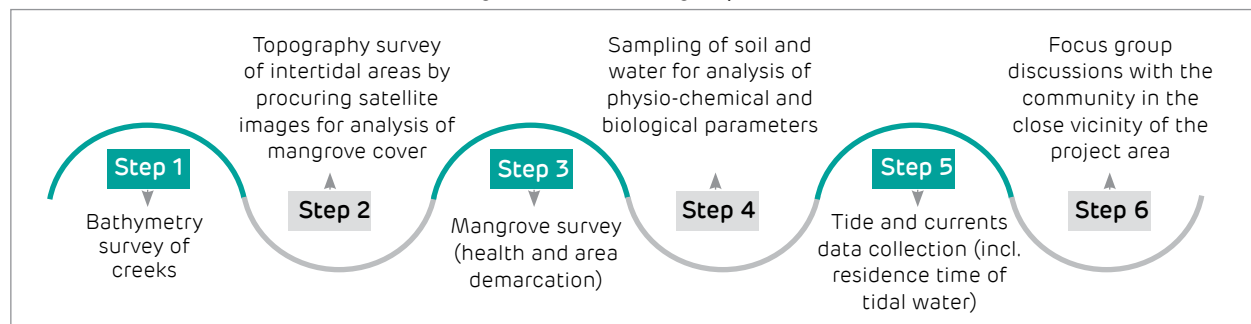 Step 1
Bathymetry
survey of
creeks
Topography survey
of intertidal areas by
procuring satellite
images for analysis of
mangrove cover
Step 2
Step 3
Mangrove survey
(health and area
demarcation)
Sampling of soil and
water for analysis of
physio-chemical and
biological parameters
Step 4
Step 5
Tide and currents
data collection (incl.
residence time of
tidal water)
Focus group
discussions with the
community in the
close vicinity of the
project area
Step 6